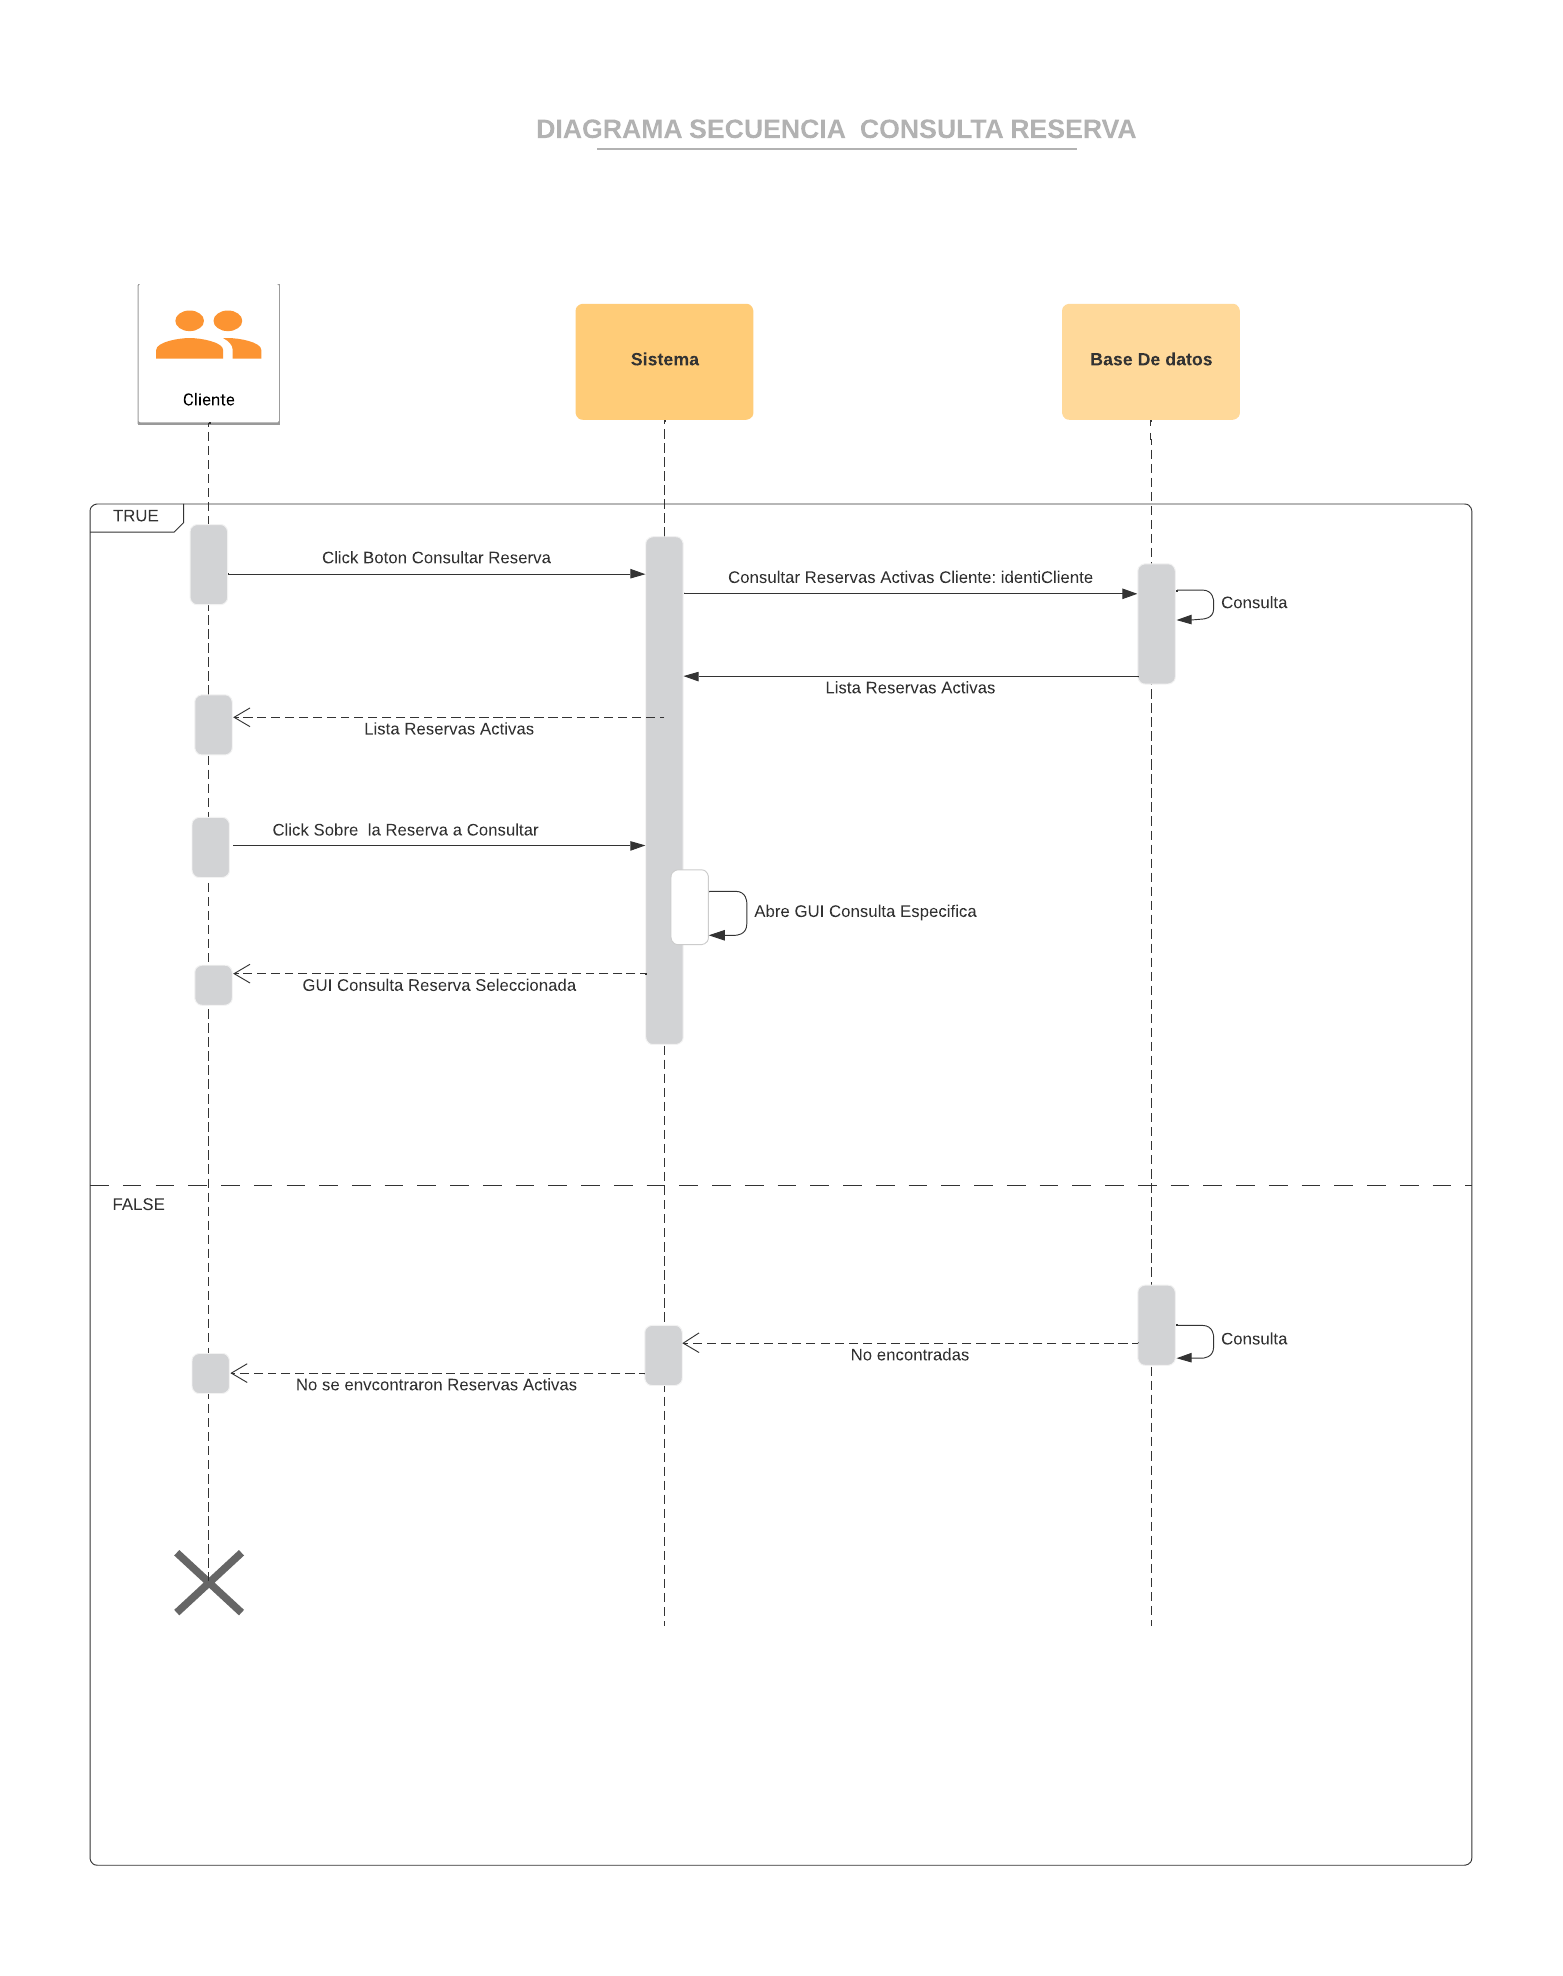 DIAGRAMA SECUENCIA  CONSULTA RESERVA
Cliente
Sistema
Base De datos
TRUE
Click Boton Consultar Reserva
Consultar Reservas Activas Cliente: identiCliente
Consulta
Lista Reservas Activas
Lista Reservas Activas
Click Sobre  la Reserva a Consultar
Abre GUI Consulta Especifica
GUI Consulta Reserva Seleccionada
FALSE
Consulta
No encontradas
No se envcontraron Reservas Activas